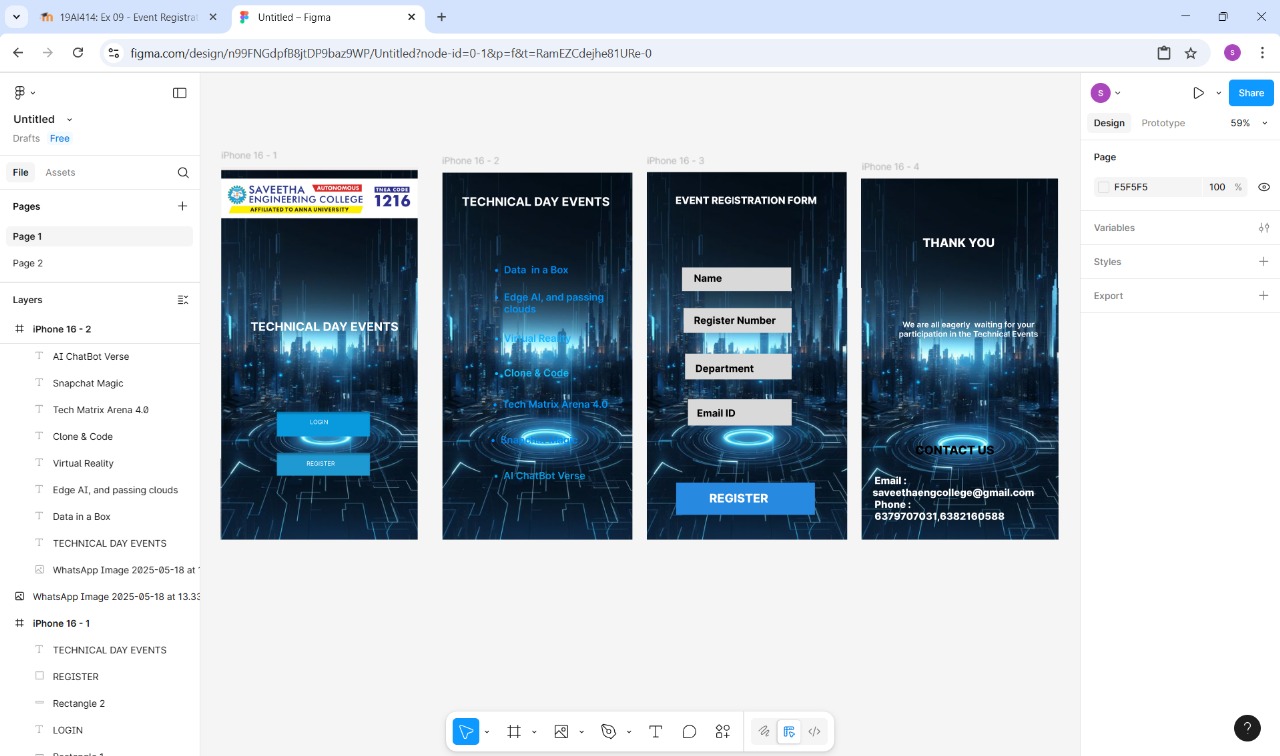 19AI414: Ex 09 - Event Registrat
Untitled – Figma
figma.com/design/n99FNGdpfB8jtDP9baz9WP/Untitled?node-id=0-1&p=f&t=RamEZCdejhe81URe-0
S
Untitled
Drafts Free
File Assets
Pages
Page 1
Page 2
Layers
iPhone 16 - 2
AI ChatBot Verse
Snapchat Magic
Tech Matrix Arena 4.0
Clone & Code
Virtual Reality
Edge AI, and passing clouds
Data in a Box
TECHNICAL DAY EVENTS
WhatsApp Image 2025-05-18 at
WhatsApp Image 2025-05-18 at 13.33
iPhone 16 - 1
TECHNICAL DAY EVENTS
REGISTER
Rectangle 2
LOGIN
Rectangle 1
iPhone 16 - 1
SAVEETHA AUTONOMOUS
ENGINEERING COLLEGE
AFFILIATED TO ANNA UNIVERSITY
TNEA CODE
1216
TECHNICAL DAY EVENTS
LOGIN
REGISTER
iPhone 16 - 2
TECHNICAL DAY EVENTS
• Data in a Box
• Edge AI, and passing
clouds
• Virtual Reality
• Clone & Code
• Tech Matrix Arena 4.0
• Snapchat Magic
• AI ChatBot Verse
iPhone 16 - 3
EVENT REGISTRATION FORM
Name
Register Number
Department
Email ID
REGISTER
iPhone 16 - 4
THANK YOU
We are all eagerly waiting for your
participation in the Technical Events
CONTACT US
Email :
saveethaengcollege@gmail.com
Phone :
6379707031,6382160588
S
Share
Design Prototype 59%
Page
F5F5F5 100 %
Variables
Styles
Export
?